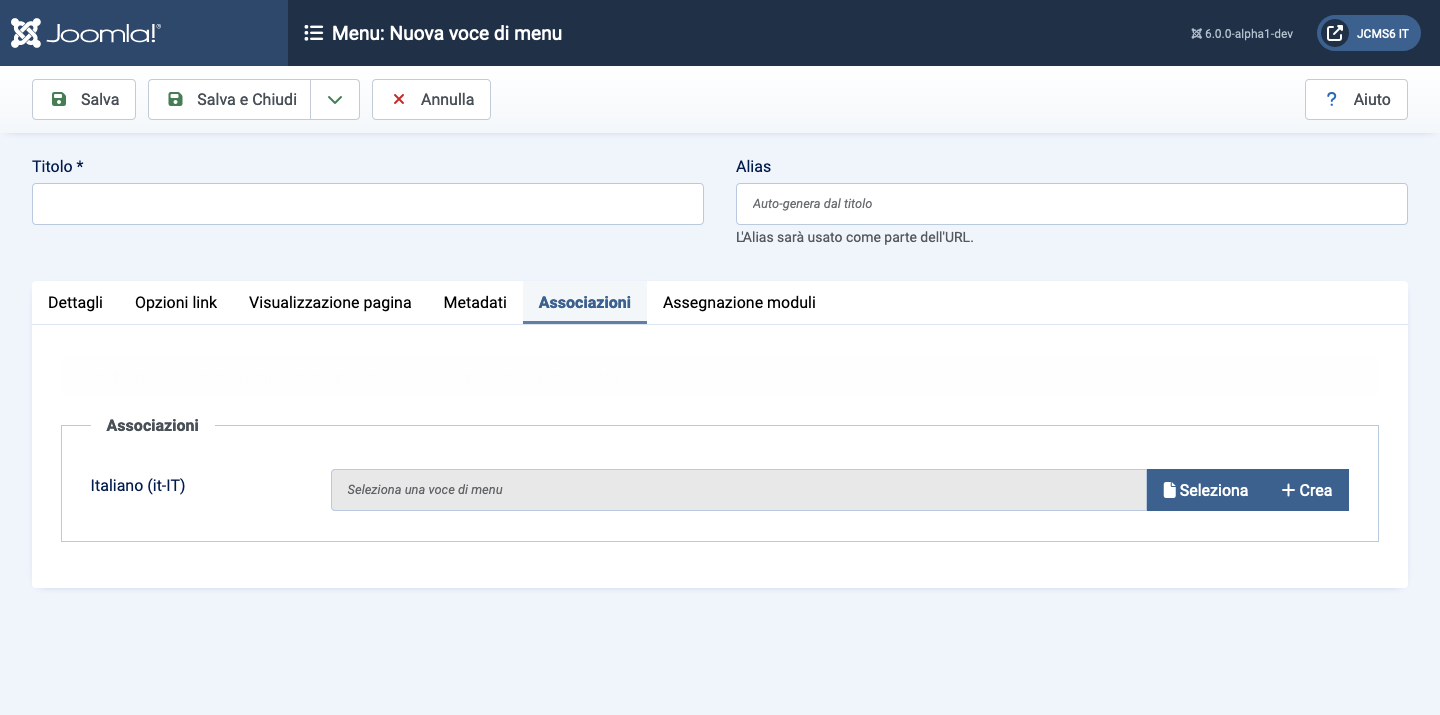 Joomla!®
Menu: Nuova voce di menu
6.0.0-alpha1-dev
JCMS6 IT
Salva
Salva e Chiudi
Annulla
? Aiuto
Titolo *
Alias
Auto-genera dal titolo
L'Alias sarà usato come parte dell'URL.
Dettagli
Opzioni link
Visualizzazione pagina
Metadati
Associazioni
Assegnazione moduli
Associazioni
Italiano (it-IT)
Seleziona una voce di menu
Seleziona
Crea